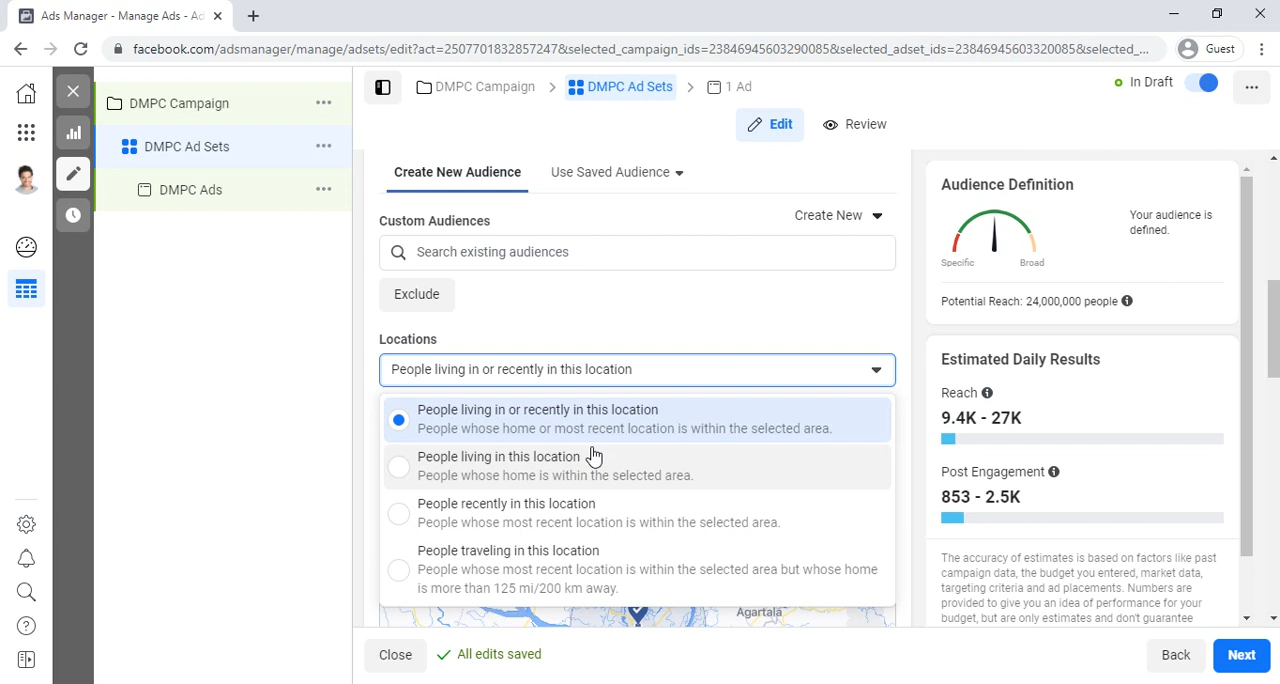 Ads Manager - Manage Ads - Ad
facebook.com/adsmanager/manage/adsets/edit?act=2507701832857247&selected_campaign_ids=23846945603290085&selected_adset_ids=23846945603320085&selected_...
Guest
DMPC Campaign
DMPC Ad Sets
DMPC Ads
DMPC Campaign
DMPC Ad Sets
1 Ad
In Draft
Edit
Review
Create New Audience
Use Saved Audience
Custom Audiences
Create New
Search existing audiences
Exclude
Locations
People living in or recently in this location
People living in or recently in this location
People whose home or most recent location is within the selected area.
People living in this location
People whose home is within the selected area.
People recently in this location
People whose most recent location is within the selected area.
People traveling in this location
People whose most recent location is within the selected area but whose home
is more than 125 mi/200 km away.
Agartala
Close
All edits saved
Back
Next
Audience Definition
Your audience is
defined.
Specific
Broad
Potential Reach: 24,000,000 people
Estimated Daily Results
Reach
9.4K - 27K
Post Engagement
853 - 2.5K
The accuracy of estimates is based on factors like past
campaign data, the budget you entered, market data,
targeting criteria and ad placements. Numbers are
provided to give you an idea of performance for your
budget, but are only estimates and don't guarantee